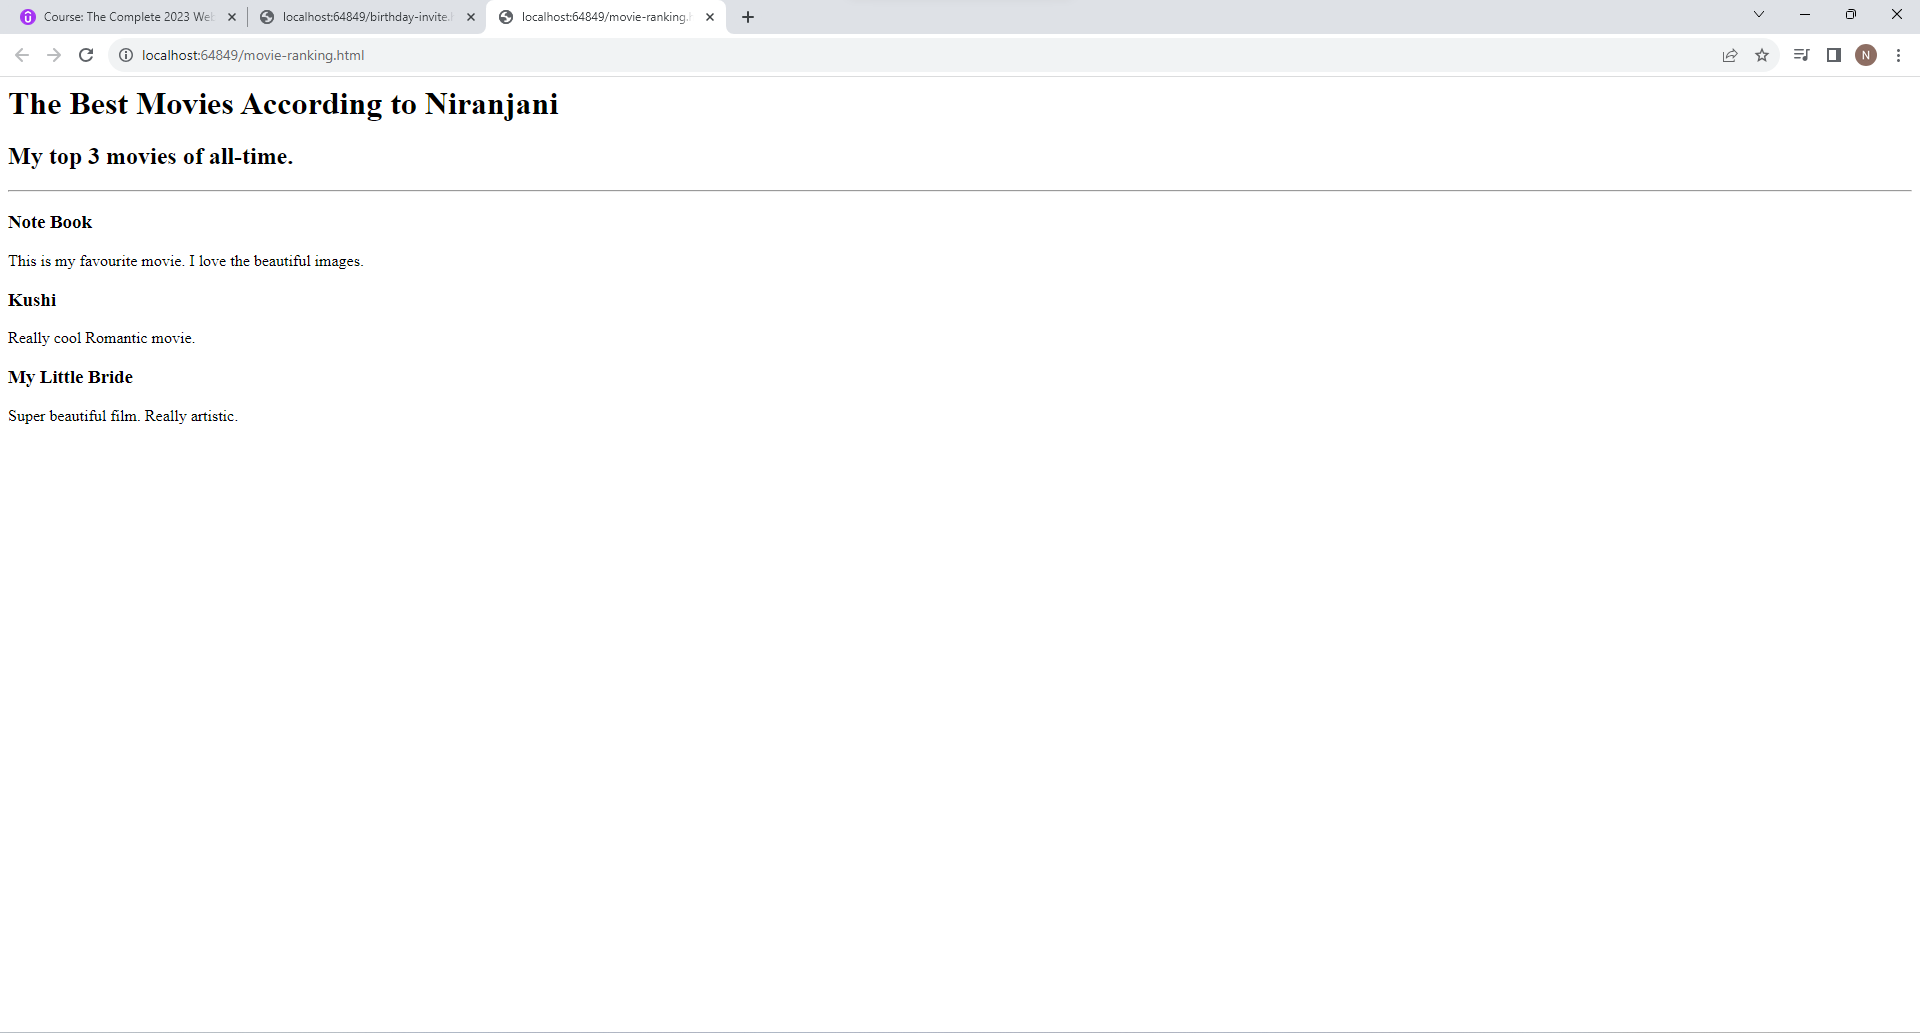 Course: The Complete 2023 Web
localhost:64849/birthday-invite.
localhost:64849/movie-ranking.
localhost:64849/movie-ranking.html
N
The Best Movies According to Niranjani
My top 3 movies of all-time.
Note Book
This is my favourite movie. I love the beautiful images.
Kushi
Really cool Romantic movie.
My Little Bride
Super beautiful film. Really artistic.